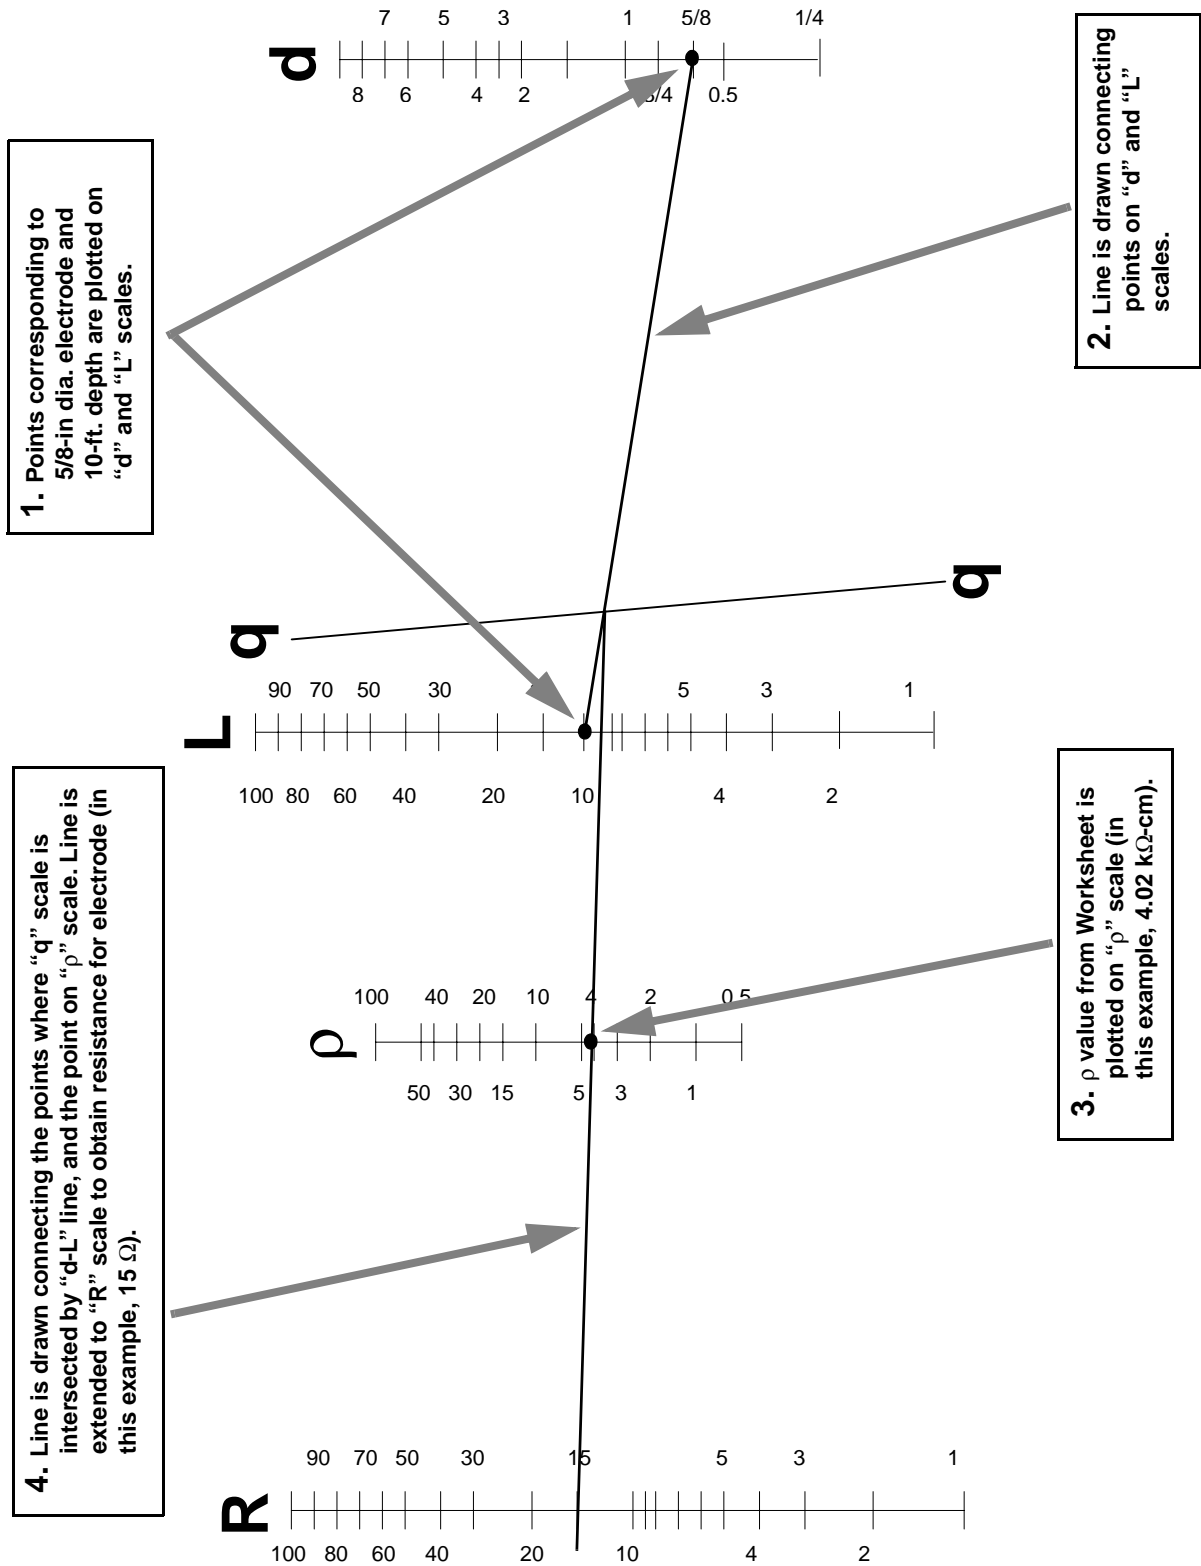 d
7 5 3 1 5/8 1/4
8 6 4 2 3/4 0.5
1. Points corresponding to
5/8-in dia. electrode and
10-ft. depth are plotted on
“d” and “L” scales.
2. Line is drawn connecting
points on “d” and “L”
scales.
q
q
L
90 70 50 30 5 3 1
100 80 60 40 20 10 4 2
4. Line is drawn connecting the points where “q” scale is
intersected by “d-L” line, and the point on “ρ” scale. Line is
extended to “R” scale to obtain resistance for electrode (in
this example, 15 Ω).
3. ρ value from Worksheet is
plotted on “ρ” scale (in
this example, 4.02 kΩ-cm).
ρ
100 40 20 10 4 2 0.5
50 30 15 5 3 1
R
90 70 50 30 15 5 3 1
100 80 60 40 20 10 4 2